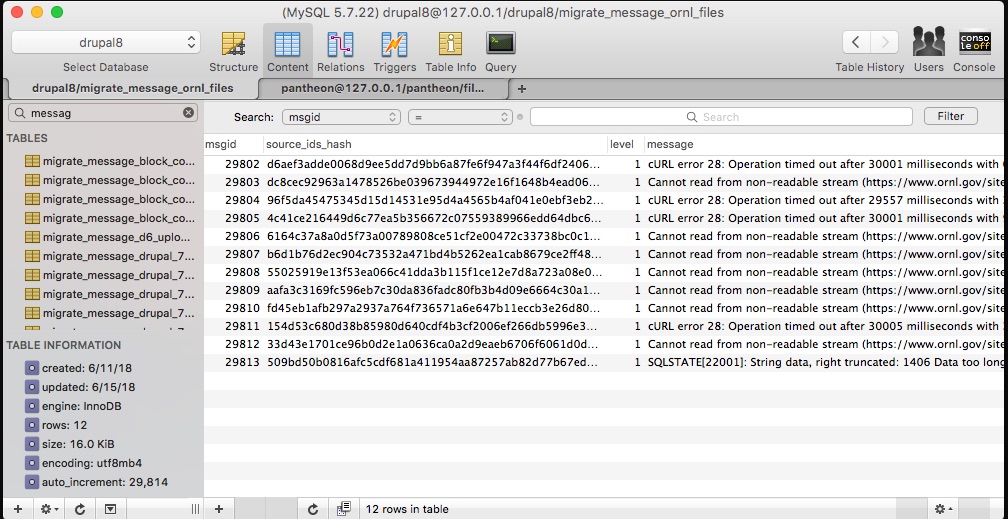 (MySQL 5.7.22) drupal8@127.0.0.1/drupal8/migrate_message_ornl_files
drupal8
Select Database
Structure
Content
Relations
Triggers
Table Info
Query
Table History
Users
conso
le off
Console
drupal8/migrate_message_ornl_files
pantheon@127.0.0.1/pantheon/fil...
+
messag
Search: msgid = Search Filter
TABLES
migrate_message_block_co...
migrate_message_block_co...
migrate_message_block_co...
migrate_message_block_co...
migrate_message_d6_uplo...
migrate_message_drupal_7...
migrate_message_drupal_7...
migrate_message_drupal_7...
migrate_message_drupal_7...
TABLE INFORMATION
created: 6/11/18
updated: 6/15/18
engine: InnoDB
rows: 12
size: 16.0 KiB
encoding: utf8mb4
auto_increment: 29,814
msgid source_ids_hash level message
29802 d6aef3adde0068d9ee5dd7d9bb6a87fe6f947a3f44f6df2406... 1 cURL error 28: Operation timed out after 30001 milliseconds with
29803 dc8cec92963a1478526be039673944972e16f1648b4ead06... 1 Cannot read from non-readable stream (https://www.ornl.gov/site
29804 96f5da45475345d15d14531e95d4a4565b4af041e0ebf3eb2... 1 cURL error 28: Operation timed out after 29557 milliseconds with
29805 4c41ce216449d6c77ea5b356672c07559389966edd64dbc6... 1 cURL error 28: Operation timed out after 30001 milliseconds with
29806 6164c37a8a0d5f73a00789808ce51cf2e00472c33738bc0c1... 1 Cannot read from non-readable stream (https://www.ornl.gov/site
29807 b6d1b76d2ec904c73532a471bd4b5262ea1cab8679ce2ff48... 1 Cannot read from non-readable stream (https://www.ornl.gov/site
29808 55025919e13f53ea066c41dda3b115f1ce12e7d8a723a08e0... 1 Cannot read from non-readable stream (https://www.ornl.gov/site
29809 aafa3c3169fc596eb7c30da836fadc80fb3b4d09e6664c30a1... 1 Cannot read from non-readable stream (https://www.ornl.gov/site
29810 fd45eb1afb297a2937a764f736571a6e647b11eccb3e26d80... 1 Cannot read from non-readable stream (https://www.ornl.gov/site
29811 154d53c680d38b85980d640cdf4b3cf2006ef266db5996e3... 1 cURL error 28: Operation timed out after 30005 milliseconds with
29812 33d43e1701ce96b0d2e1a0636ca0a2d9eaeb6706f6061d0d... 1 Cannot read from non-readable stream (https://www.ornl.gov/site
29813 509bd50b0816afc5cdf681a411954aa87257ab82d77b67ed... 1 SQLSTATE[22001]: String data, right truncated: 1406 Data too long
12 rows in table